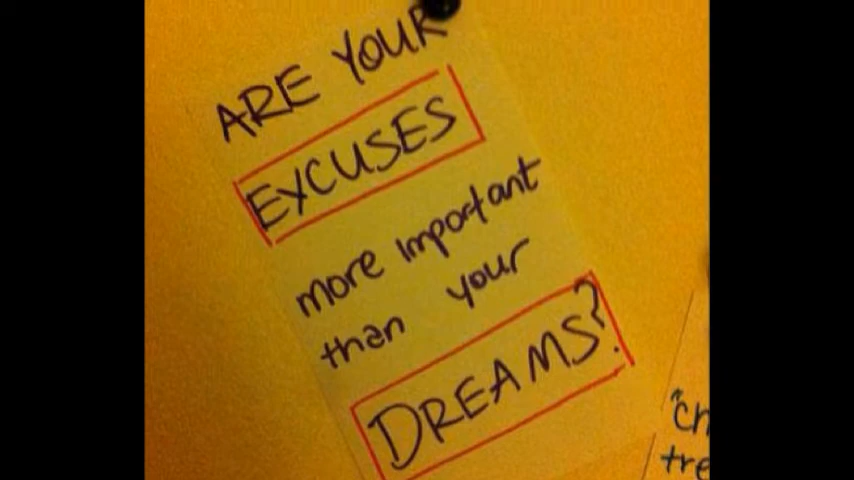 ARE YOUR
EXCUSES
more important
than your
DREAMS?